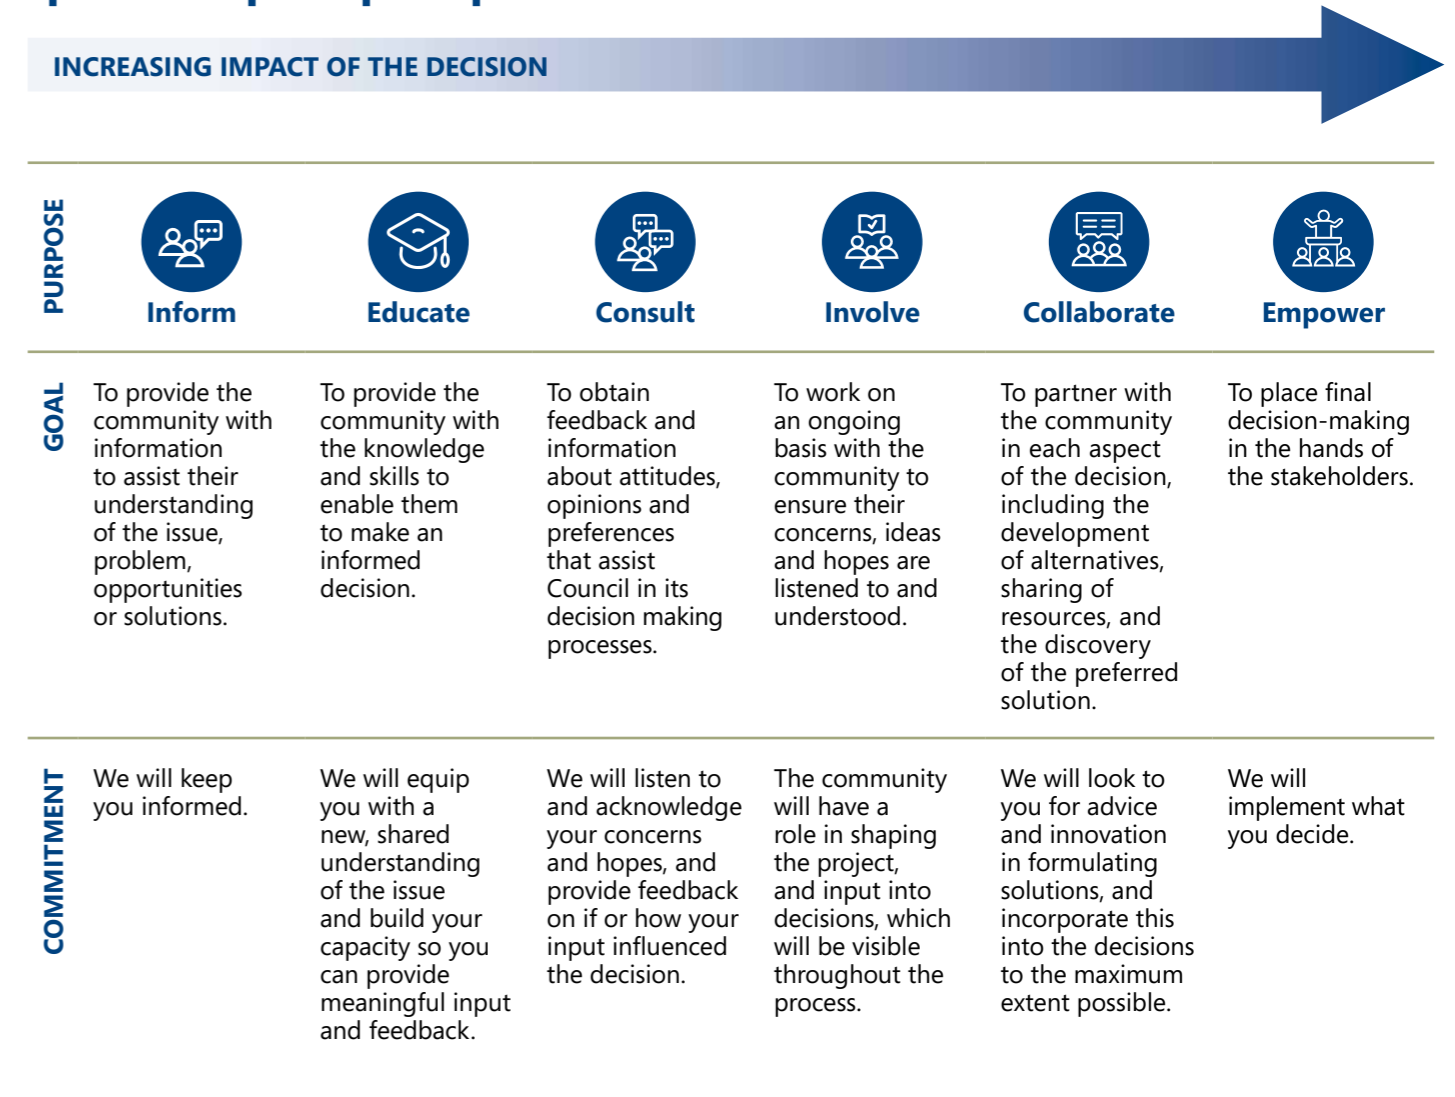 INCREASING IMPACT OF THE DECISION
PURPOSE
Inform
Educate
Consult
Involve
Collaborate
Empower
GOAL
To provide the
community with
information
to assist their
understanding
of the issue,
problem,
opportunities
or solutions.
To provide the
community with
the knowledge
and skills to
enable them
to make an
informed
decision.
To obtain
feedback and
information
about attitudes,
opinions and
preferences
that assist
Council in its
decision making
processes.
To work on
an ongoing
basis with the
community to
ensure their
concerns, ideas
and hopes are
listened to and
understood.
To partner with
the community
in each aspect
of the decision,
including the
development
of alternatives,
sharing of
resources, and
the discovery
of the preferred
solution.
To place final
decision-making
in the hands of
the stakeholders.
COMMITMENT
We will keep
you informed.
We will equip
you with a
new, shared
understanding
of the issue
and build your
capacity so you
can provide
meaningful input
and feedback.
We will listen to
and acknowledge
your concerns
and hopes, and
provide feedback
on if or how your
input influenced
the decision.
The community
will have a
role in shaping
the project,
and input into
decisions, which
will be visible
throughout the
process.
We will look to
you for advice
and innovation
in formulating
solutions, and
incorporate this
into the decisions
to the maximum
extent possible.
We will
implement what
you decide.